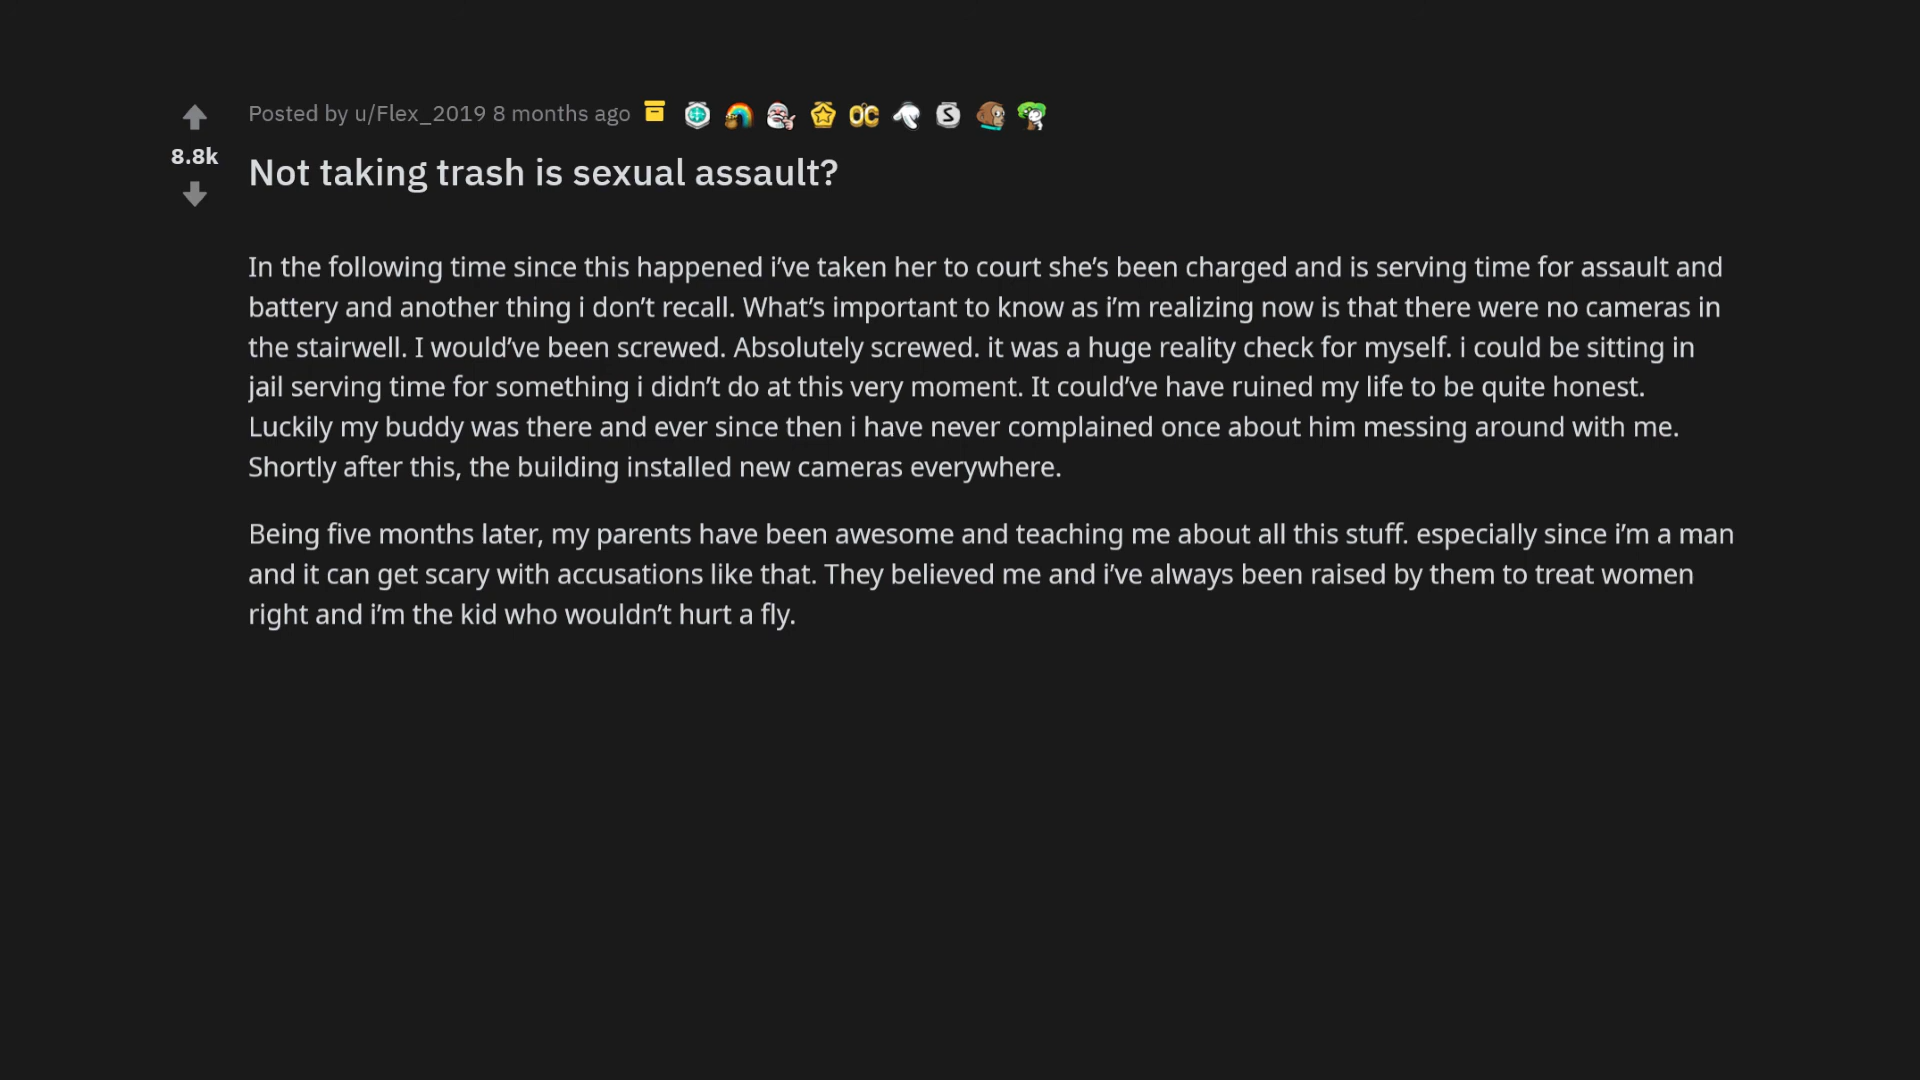 Posted by u/Flex_2019 8 months ago
8.8k
Not taking trash is sexual assault?
In the following time since this happened i’ve taken her to court she’s been charged and is serving time for assault and
battery and another thing i don’t recall. What’s important to know as i’m realizing now is that there were no cameras in
the stairwell. I would’ve been screwed. Absolutely screwed. it was a huge reality check for myself. i could be sitting in
jail serving time for something i didn’t do at this very moment. It could’ve have ruined my life to be quite honest.
Luckily my buddy was there and ever since then i have never complained once about him messing around with me.
Shortly after this, the building installed new cameras everywhere.
Being five months later, my parents have been awesome and teaching me about all this stuff. especially since i’m a man
and it can get scary with accusations like that. They believed me and i’ve always been raised by them to treat women
right and i’m the kid who wouldn’t hurt a fly.